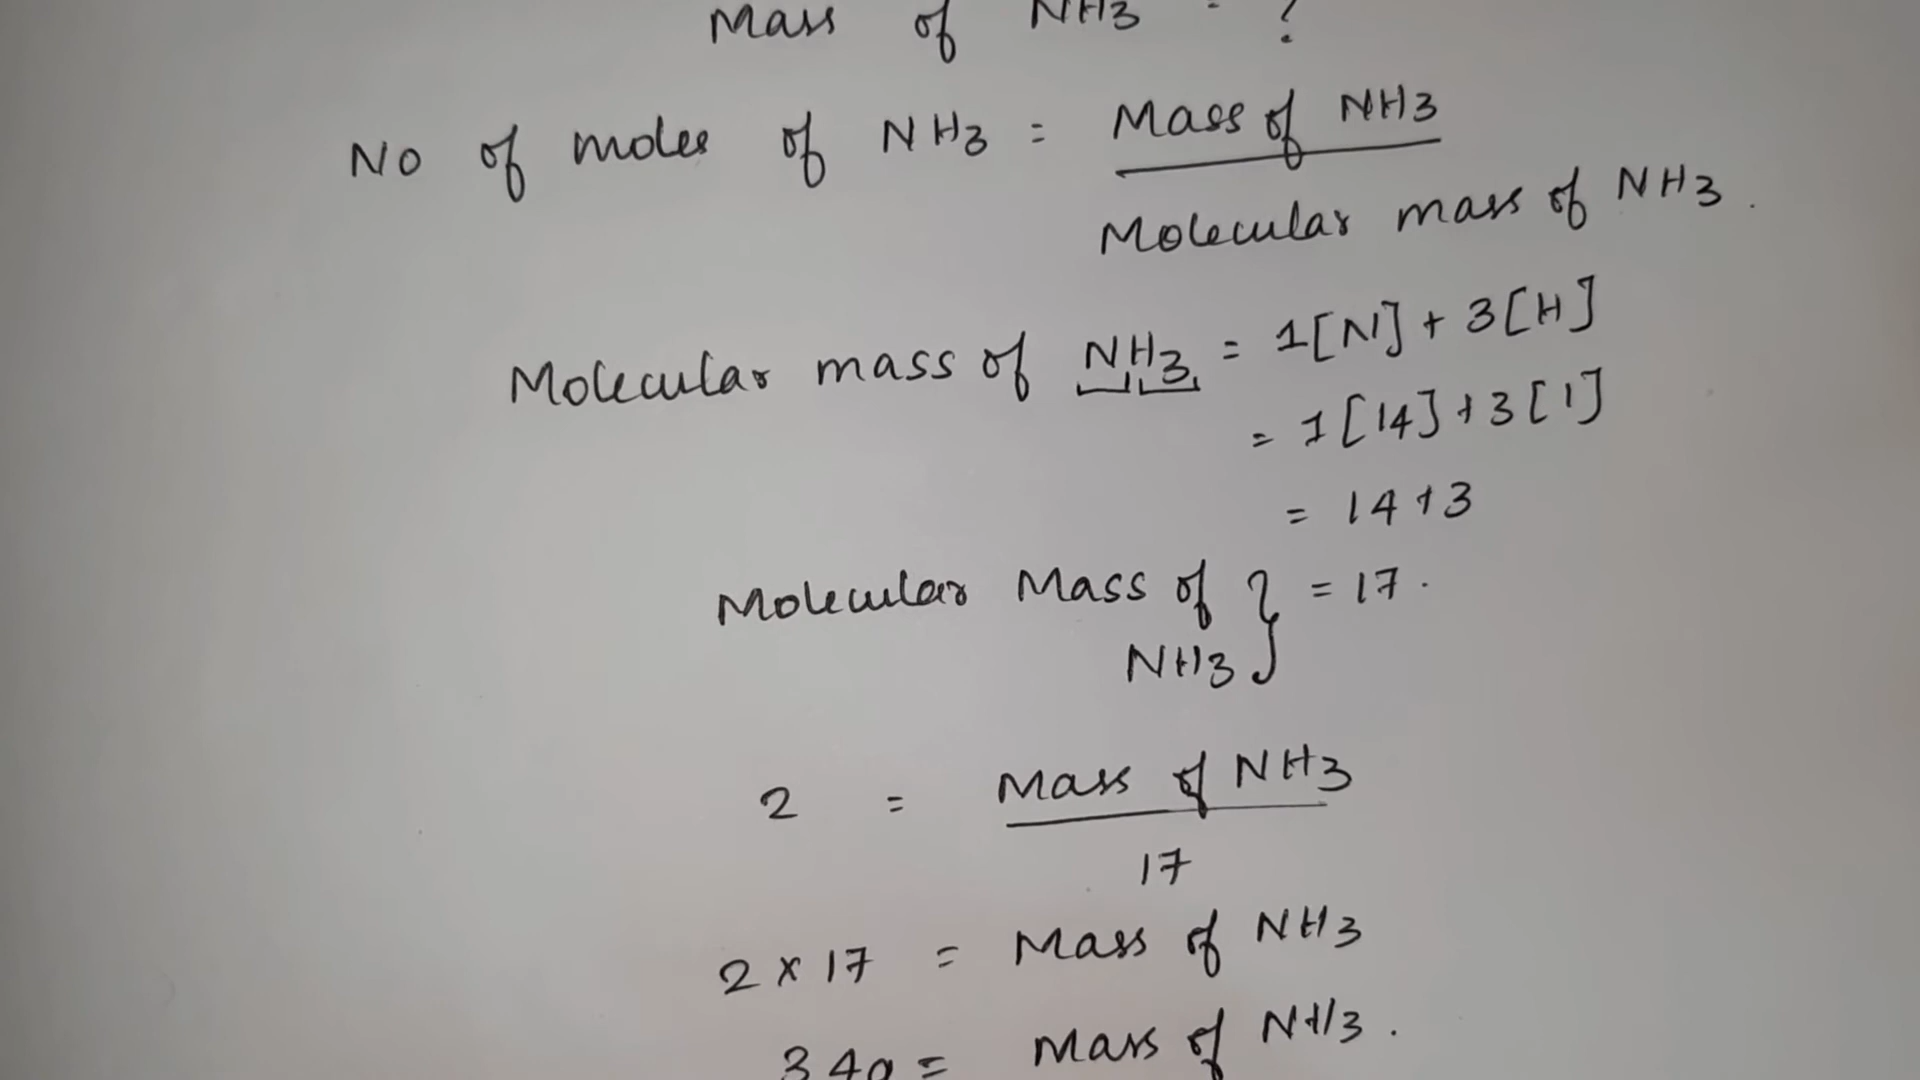 Mass of NH3 = ?
No of moles of NH3 = Mass of NH3
Molecular mass of NH3.
Molecular mass of NH3 = 1[N] + 3[H]
= 1[14] + 3[1]
= 14+3
Molecular Mass of } = 17.
NH3
2 = Mass of NH3
17
2 x 17 = Mass of NH3
34g = Mass of NH3.